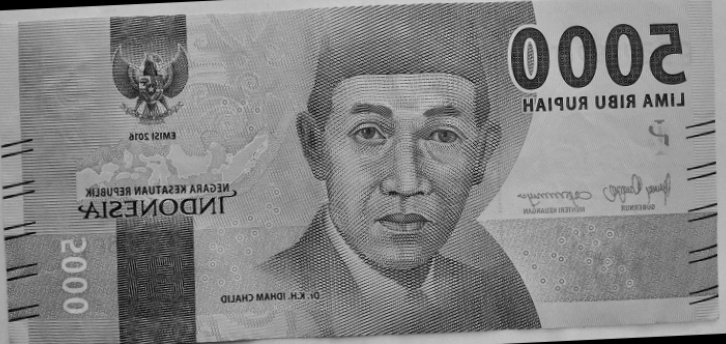 5000
LIMA RIBU RUPIAH
EMISI 2016
NEGARA KESATUAN REPUBLIK
INDONESIA
GUBERNUR
MENTERI KEUANGAN
5000
Dr. K.H. IDHAM CHALID